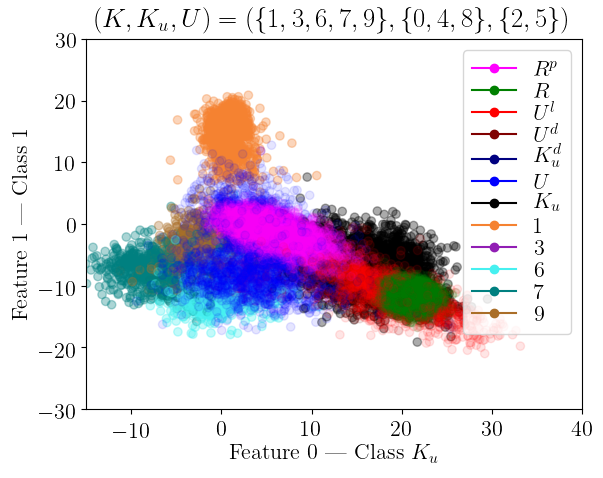 (K, K_u, U) = ({1, 3, 6, 7, 9}, {0, 4, 8}, {2, 5})
30
20
10
0
−10
−20
−30
−10
0
10
20
30
40
Feature 1 — Class 1
Feature 0 — Class K_u
R^p
R
U^l
U^d
K_u^d
U
K_u
1
3
6
7
9